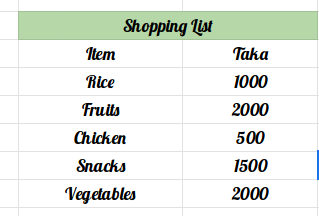 Shopping List
Item Taka
Rice 1000
Fruits 2000
Chicken 500
Snacks 1500
Vegetables 2000